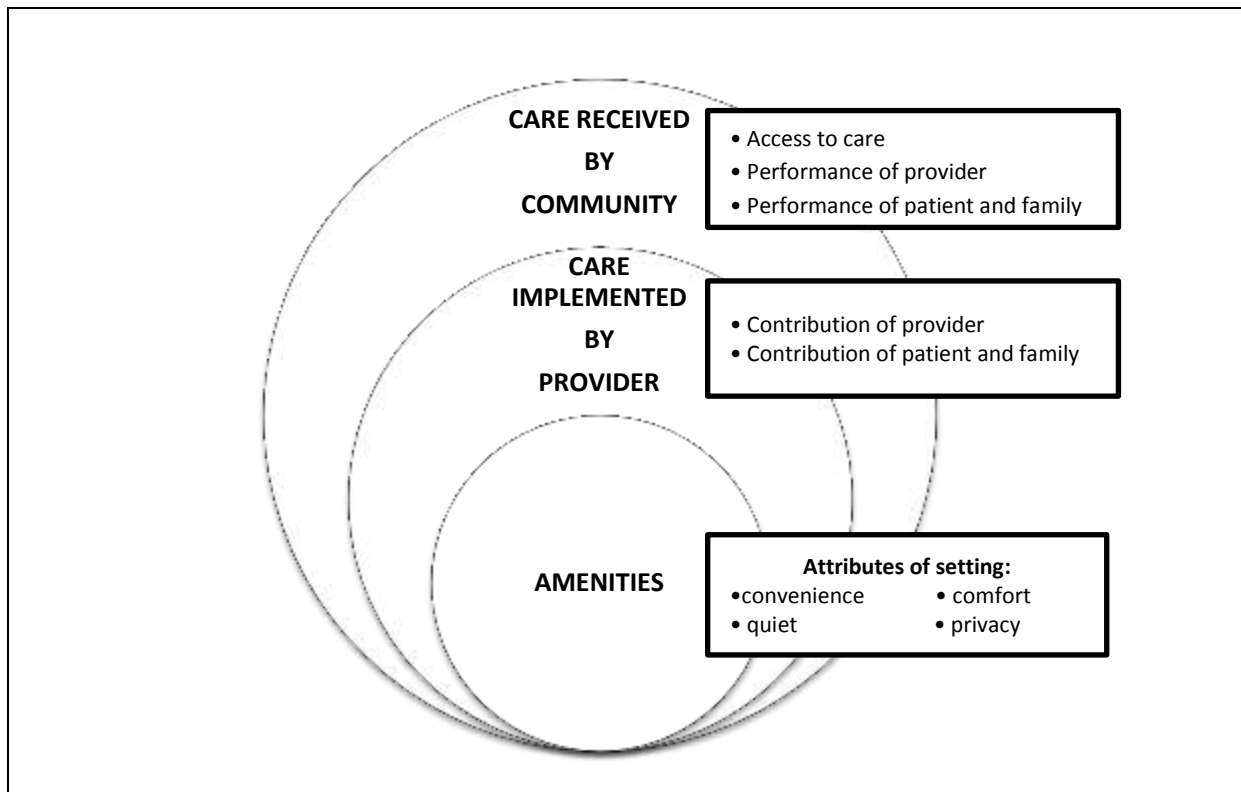 CARE RECEIVED
BY
COMMUNITY
• Access to care
• Performance of provider
• Performance of patient and family
CARE
IMPLEMENTED
BY
PROVIDER
• Contribution of provider
• Contribution of patient and family
AMENITIES
Attributes of setting:
•convenience • comfort
• quiet • privacy